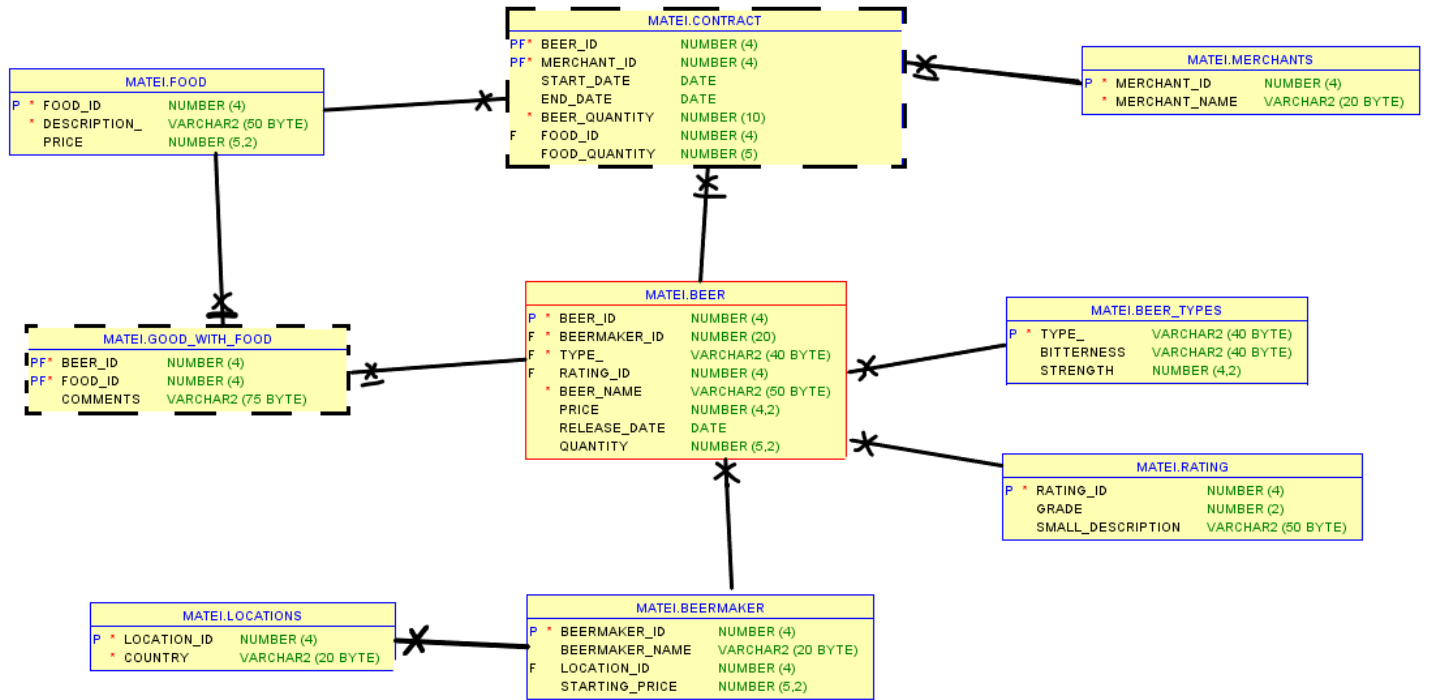 MATEI.CONTRACT
PF* BEER_ID NUMBER (4)
PF* MERCHANT_ID NUMBER (4)
START_DATE DATE
END_DATE DATE
* BEER_QUANTITY NUMBER (10)
F FOOD_ID NUMBER (4)
FOOD_QUANTITY NUMBER (5)
MATEI.MERCHANTS
P * MERCHANT_ID NUMBER (4)
* MERCHANT_NAME VARCHAR2 (20 BYTE)
MATEI.FOOD
P * FOOD_ID NUMBER (4)
* DESCRIPTION_ VARCHAR2 (50 BYTE)
PRICE NUMBER (5,2)
MATEI.GOOD_WITH_FOOD
PF* BEER_ID NUMBER (4)
PF* FOOD_ID NUMBER (4)
COMMENTS VARCHAR2 (75 BYTE)
MATEI.BEER
P * BEER_ID NUMBER (4)
F * BEERMAKER_ID NUMBER (20)
F * TYPE_ VARCHAR2 (40 BYTE)
F RATING_ID NUMBER (4)
* BEER_NAME VARCHAR2 (50 BYTE)
PRICE NUMBER (4,2)
RELEASE_DATE DATE
QUANTITY NUMBER (5,2)
MATEI.BEER_TYPES
P * TYPE_ VARCHAR2 (40 BYTE)
BITTERNESS VARCHAR2 (40 BYTE)
STRENGTH NUMBER (4,2)
MATEI.RATING
P * RATING_ID NUMBER (4)
GRADE NUMBER (2)
SMALL_DESCRIPTION VARCHAR2 (50 BYTE)
MATEI.LOCATIONS
P * LOCATION_ID NUMBER (4)
* COUNTRY VARCHAR2 (20 BYTE)
MATEI.BEERMAKER
P * BEERMAKER_ID NUMBER (4)
BEERMAKER_NAME VARCHAR2 (20 BYTE)
F LOCATION_ID NUMBER (4)
STARTING_PRICE NUMBER (5,2)